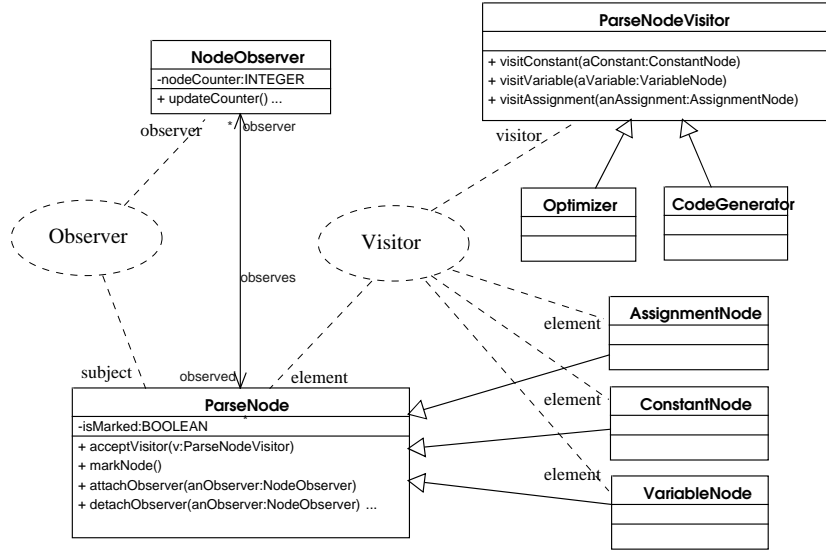 ParseNodeVisitor
+ visitConstant(aConstant:ConstantNode)
+ visitVariable(aVariable:VariableNode)
+ visitAssignment(anAssignment:AssignmentNode)
NodeObserver
-nodeCounter:INTEGER
+ updateCounter() ...
observer
* observer
visitor
Optimizer
CodeGenerator
Observer
Visitor
observes
AssignmentNode
element
subject
observed
element
ParseNode
*
-isMarked:BOOLEAN
+ acceptVisitor(v:ParseNodeVisitor)
+ markNode()
+ attachObserver(anObserver:NodeObserver)
+ detachObserver(anObserver:NodeObserver) ...
element
ConstantNode
element
VariableNode